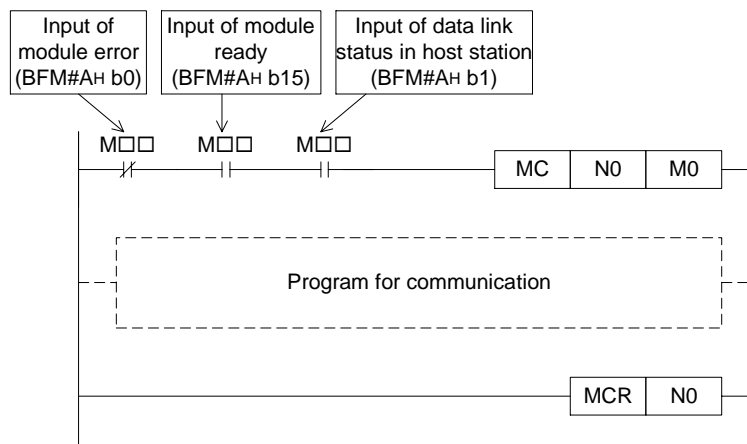 Input of
module error
(BFM#AH b0)
Input of module
ready
(BFM#AH b15)
Input of data link
status in host station
(BFM#AH b1)
M□□
M□□
M□□
MC N0 M0
Program for communication
MCR N0